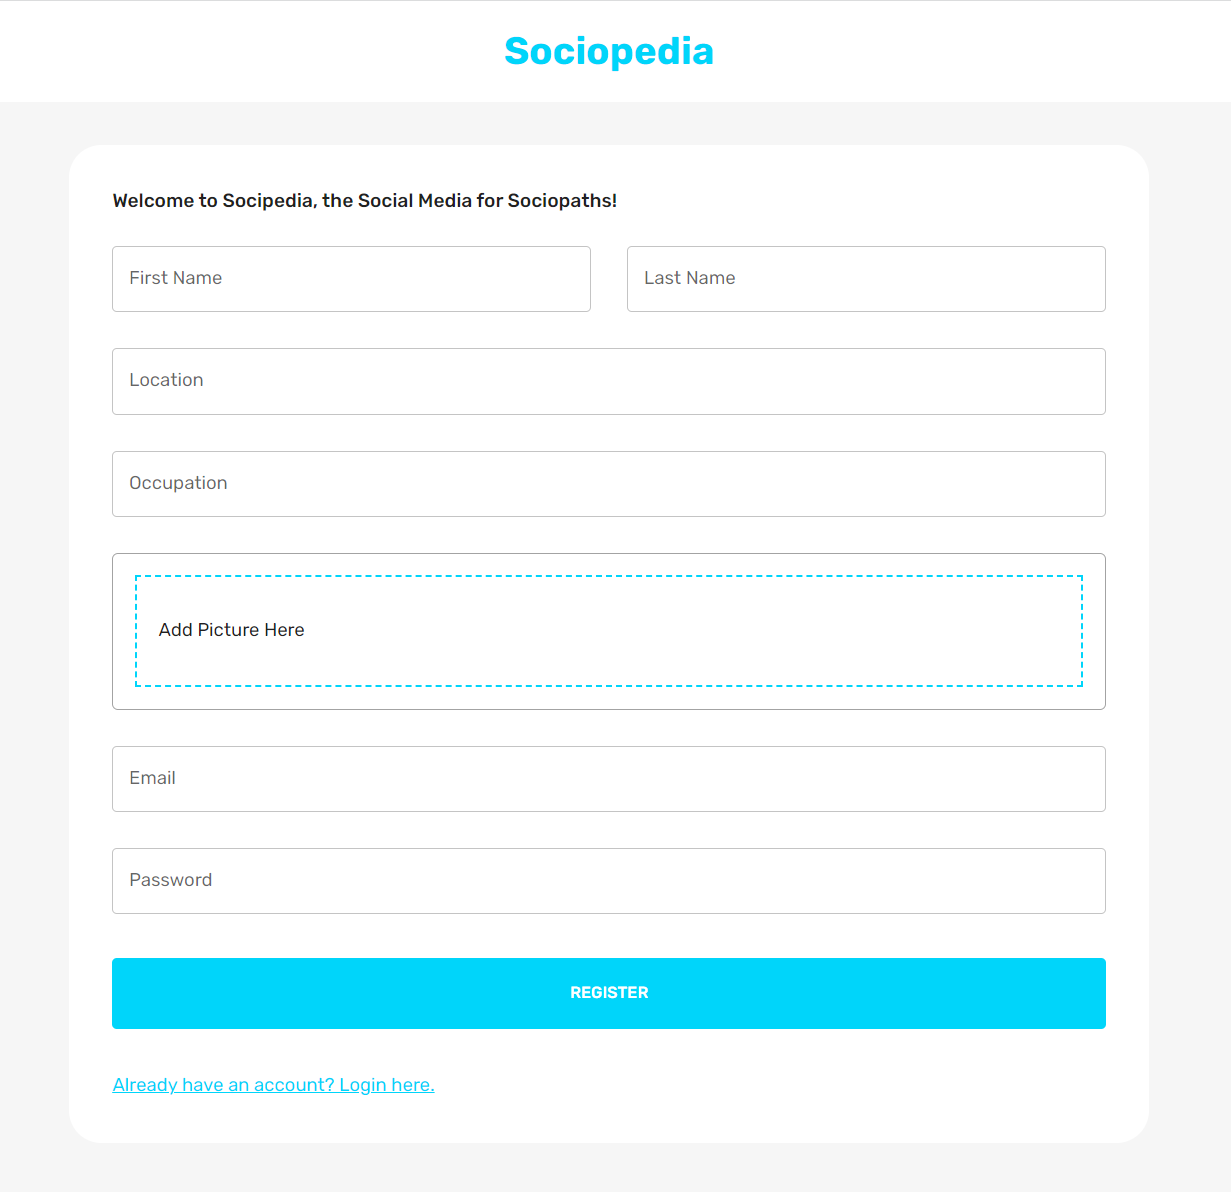 Sociopedia
Welcome to Socipedia, the Social Media for Sociopaths!
First Name
Last Name
Location
Occupation
Add Picture Here
Email
Password
REGISTER
Already have an account? Login here.